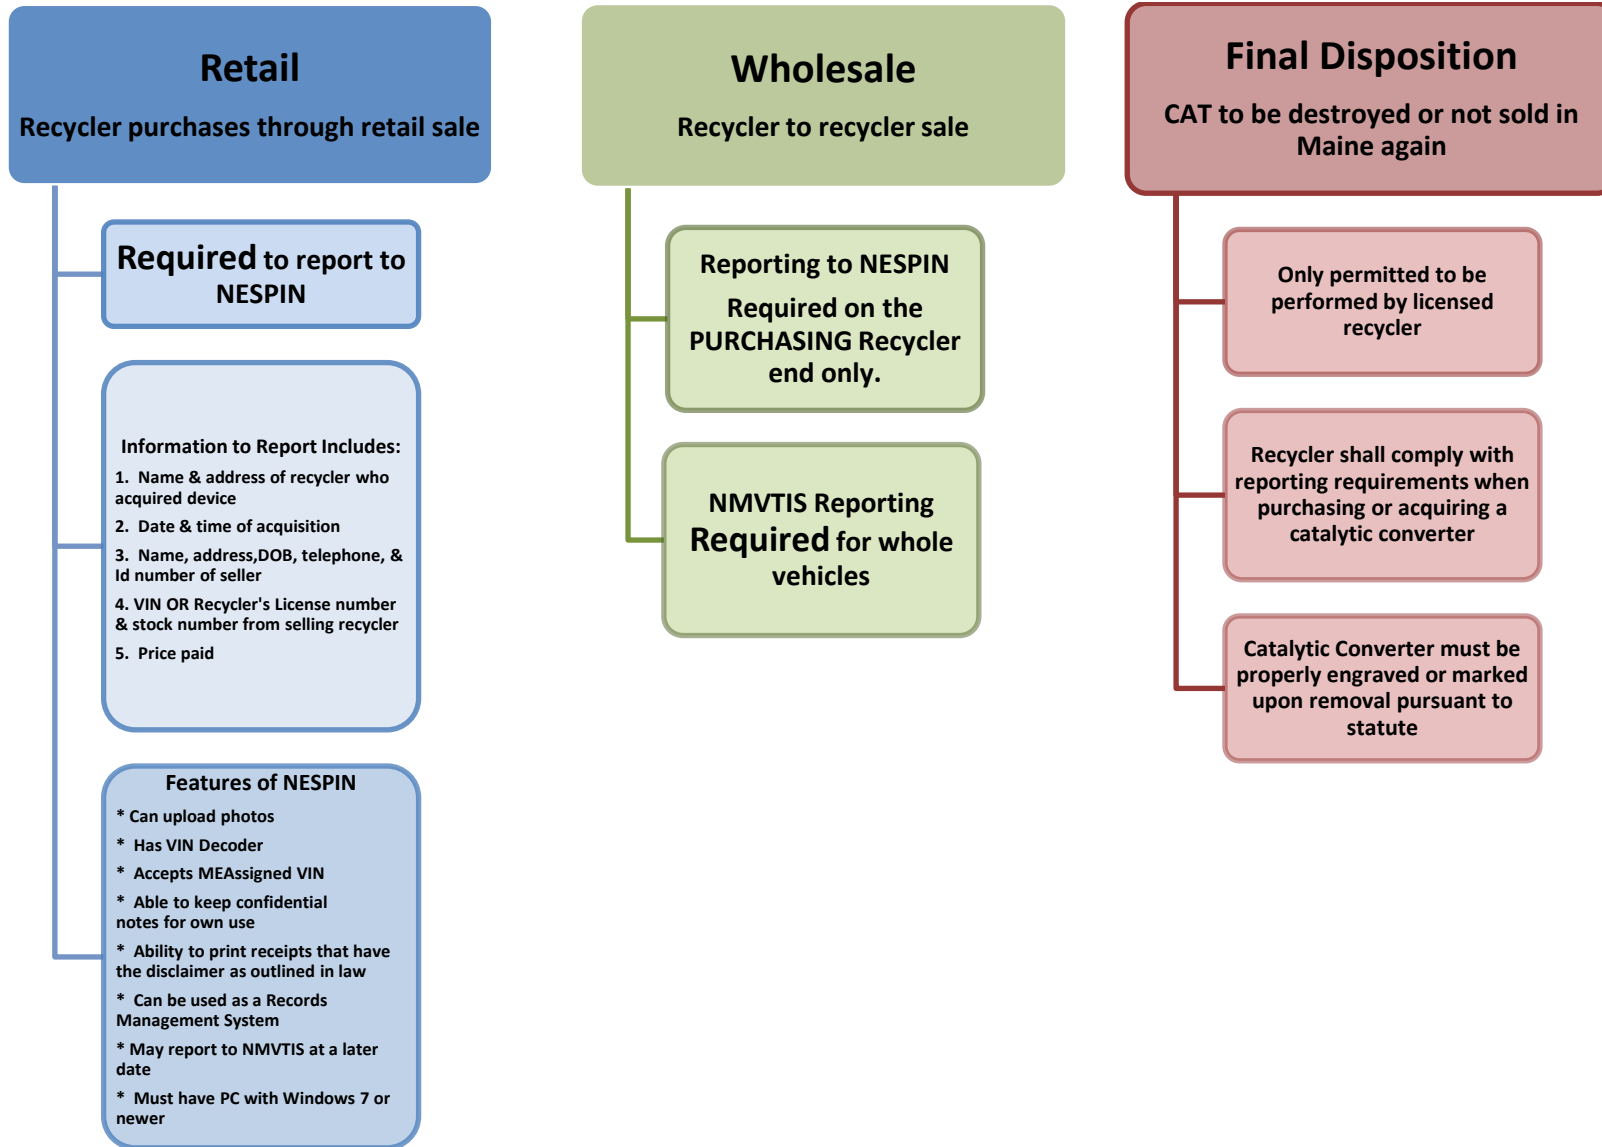 Retail
Recycler purchases through retail sale
Required to report to
NESPIN
Information to Report Includes:
1. Name & address of recycler who
acquired device
2. Date & time of acquisition
3. Name, address,DOB, telephone, &
Id number of seller
4. VIN OR Recycler's License number
& stock number from selling recycler
5. Price paid
Features of NESPIN
* Can upload photos
* Has VIN Decoder
* Accepts MEAssigned VIN
* Able to keep confidential
notes for own use
* Ability to print receipts that have
the disclaimer as outlined in law
* Can be used as a Records
Management System
* May report to NMVTIS at a later
date
* Must have PC with Windows 7 or
newer
Wholesale
Recycler to recycler sale
Reporting to NESPIN
Required on the
PURCHASING Recycler
end only.
NMVTIS Reporting
Required for whole
vehicles
Final Disposition
CAT to be destroyed or not sold in
Maine again
Only permitted to be
performed by licensed
recycler
Recycler shall comply with
reporting requirements when
purchasing or acquiring a
catalytic converter
Catalytic Converter must be
properly engraved or marked
upon removal pursuant to
statute